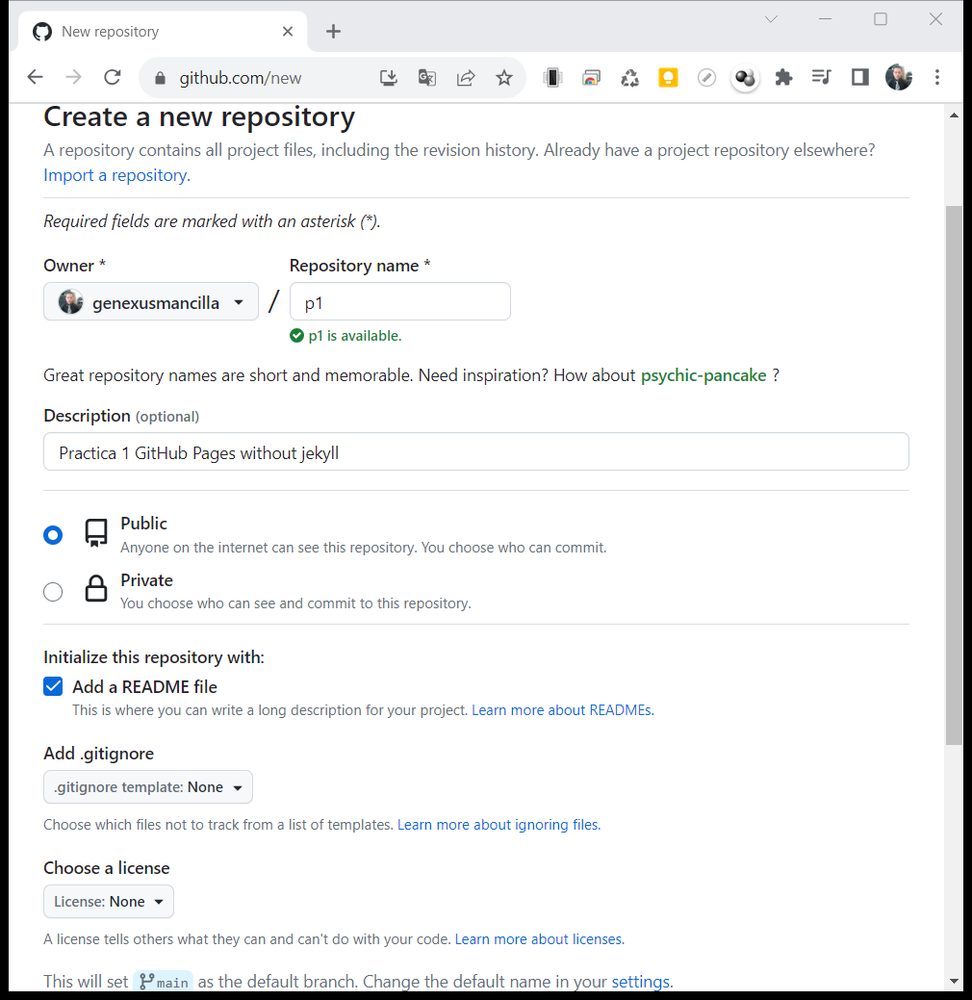 New repository
github.com/new
Create a new repository
A repository contains all project files, including the revision history. Already have a project repository elsewhere?
Import a repository.
Required fields are marked with an asterisk (*).
Owner * Repository name *
genexusmancilla / p1
p1 is available.
Great repository names are short and memorable. Need inspiration? How about psychic-pancake ?
Description (optional)
Practica 1 GitHub Pages without jekyll
Public
Anyone on the internet can see this repository. You choose who can commit.
Private
You choose who can see and commit to this repository.
Initialize this repository with:
Add a README file
This is where you can write a long description for your project. Learn more about READMEs.
Add .gitignore
.gitignore template: None
Choose which files not to track from a list of templates. Learn more about ignoring files.
Choose a license
License: None
A license tells others what they can and can't do with your code. Learn more about licenses.
This will set main as the default branch. Change the default name in your settings.